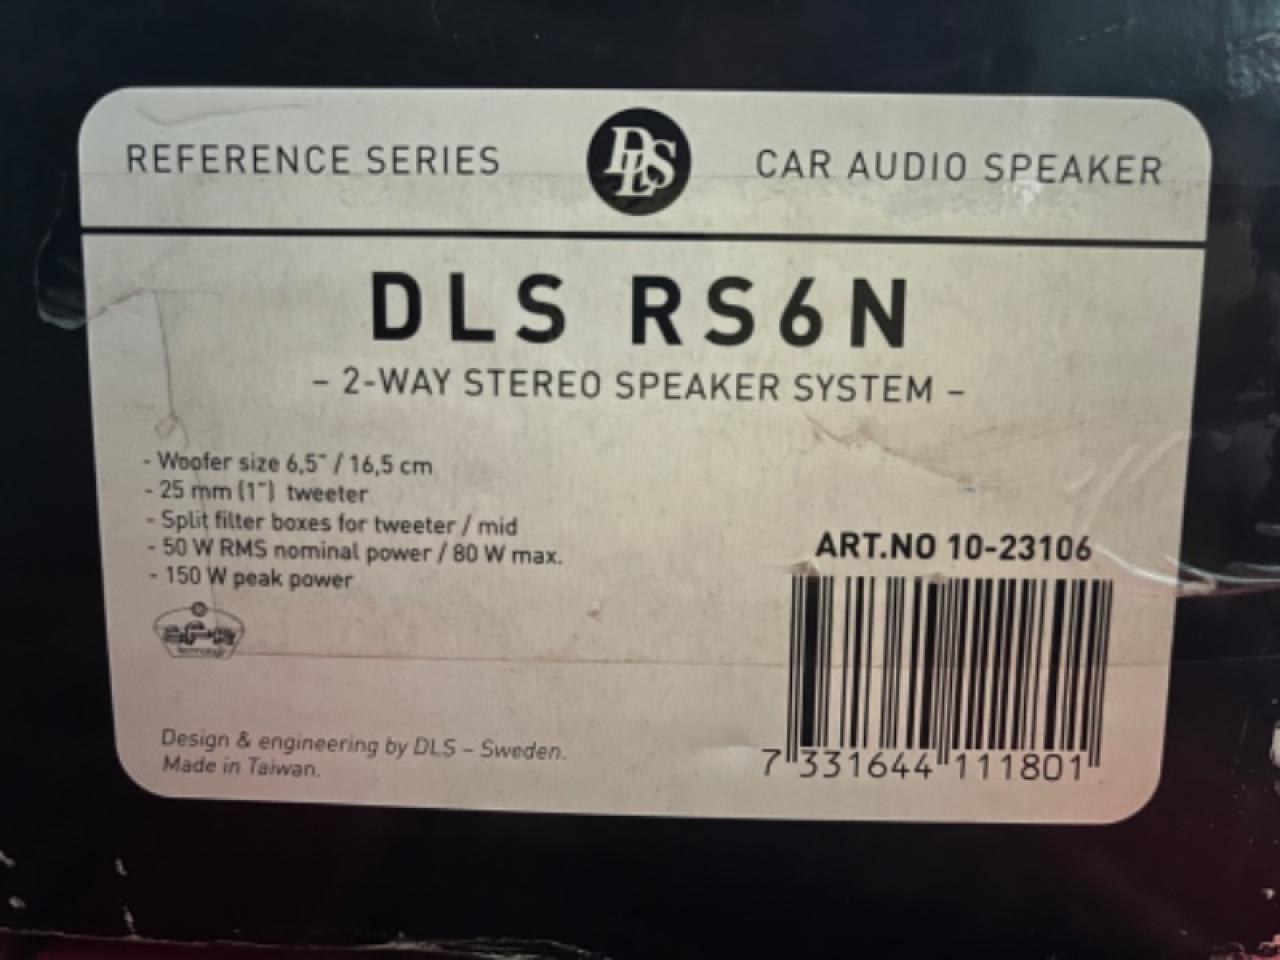 REFERENCE SERIES
DLS
CAR AUDIO SPEAKER
DLS RS6N
– 2-WAY STEREO SPEAKER SYSTEM –
- Woofer size 6,5" / 16,5 cm
- 25 mm (1") tweeter
- Split filter boxes for tweeter / mid
- 50 W RMS nominal power / 80 W max.
- 150 W peak power
ART.NO 10-23106
Design & engineering by DLS – Sweden.
Made in Taiwan.
7 331644 111801